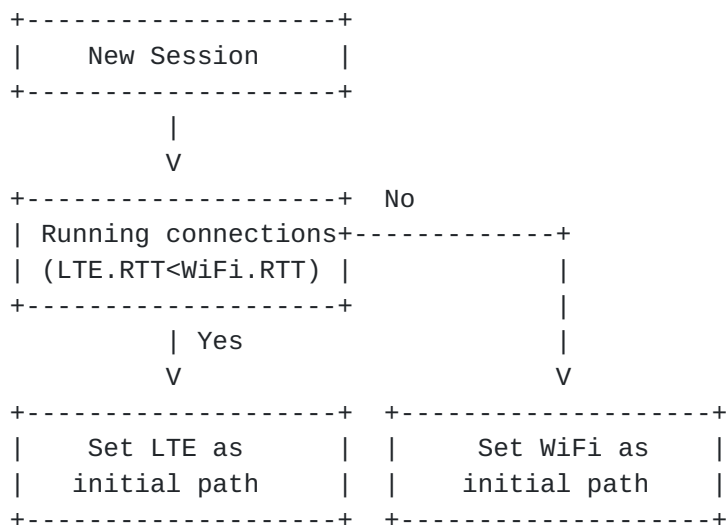 New Session
V
No
Running connections
(LTE.RTT<WiFi.RTT)
Yes
V V
Set LTE as Set WiFi as
initial path initial path